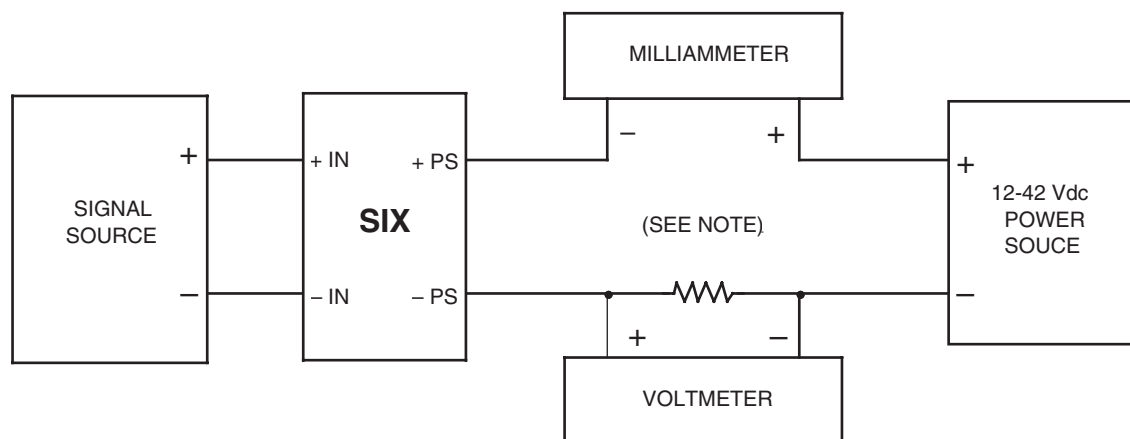 MILLIAMMETER
− +
SIGNAL
SOURCE
+
−
+ IN
− IN
SIX
+ PS
− PS
(SEE NOTE)
+ −
VOLTMETER
+
12-42 Vdc
POWER
SOUCE
−